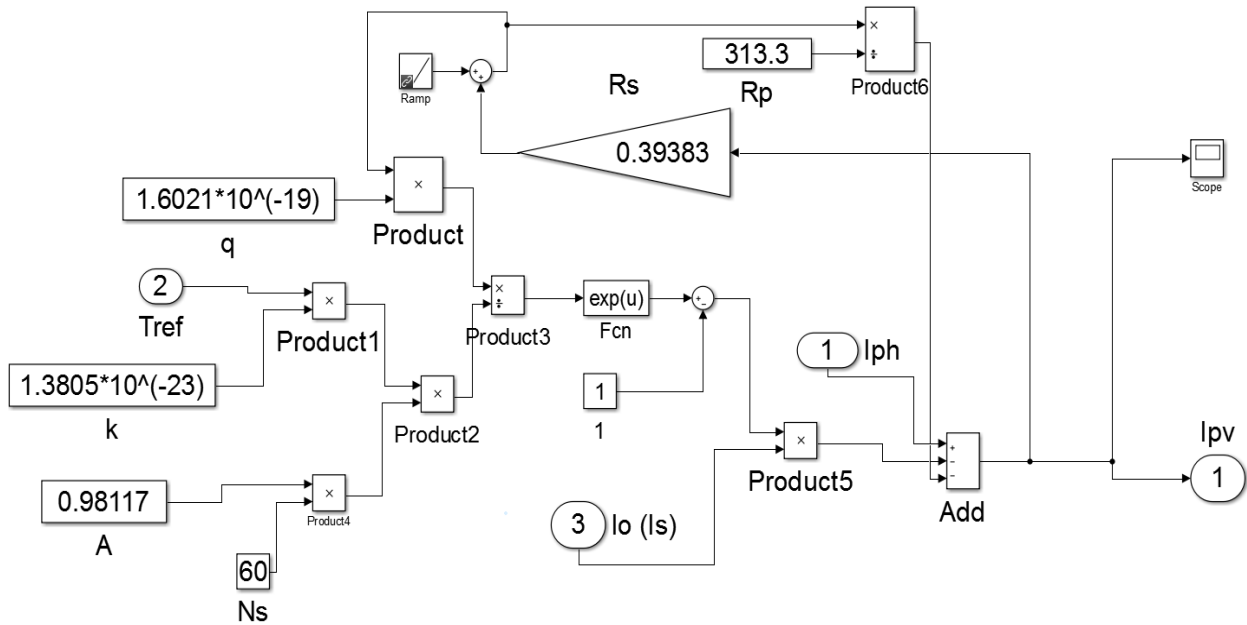 313.3
Rp
Product6
Rs
Ramp
0.39383
Scope
1.6021*10^(-19)
q
Product
2
Tref
Product1
Product3
exp(u)
Fcn
1
Iph
1.3805*10^(-23)
k
Product2
1
1
Product5
Ipv
1
Add
0.98117
A
Product4
3
Io (Is)
60
Ns